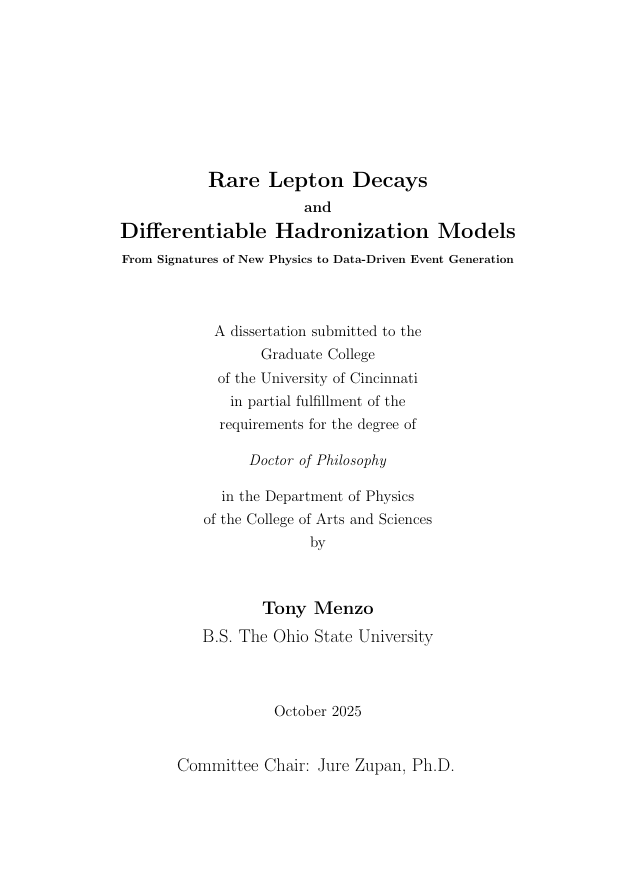 Rare Lepton Decays
and
Differentiable Hadronization Models
From Signatures of New Physics to Data-Driven Event Generation
A dissertation submitted to the
Graduate College
of the University of Cincinnati
in partial fulfillment of the
requirements for the degree of
Doctor of Philosophy
in the Department of Physics
of the College of Arts and Sciences
by
Tony Menzo
B.S. The Ohio State University
October 2025
Committee Chair: Jure Zupan, Ph.D.